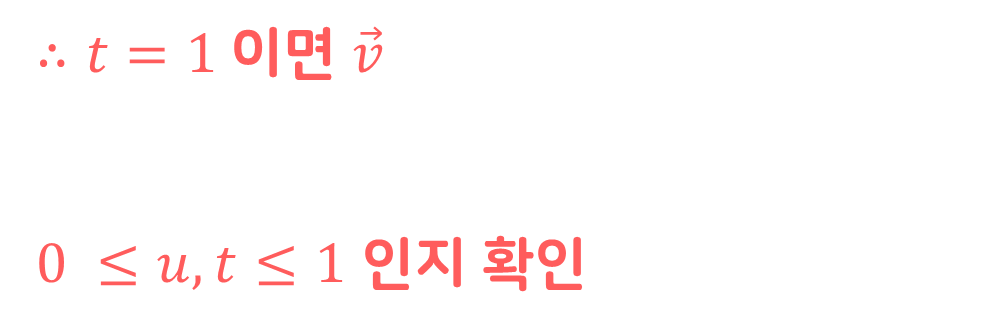 ∴ t = 1 이면 v⃗
0 ≤ u, t ≤ 1 인지 확인